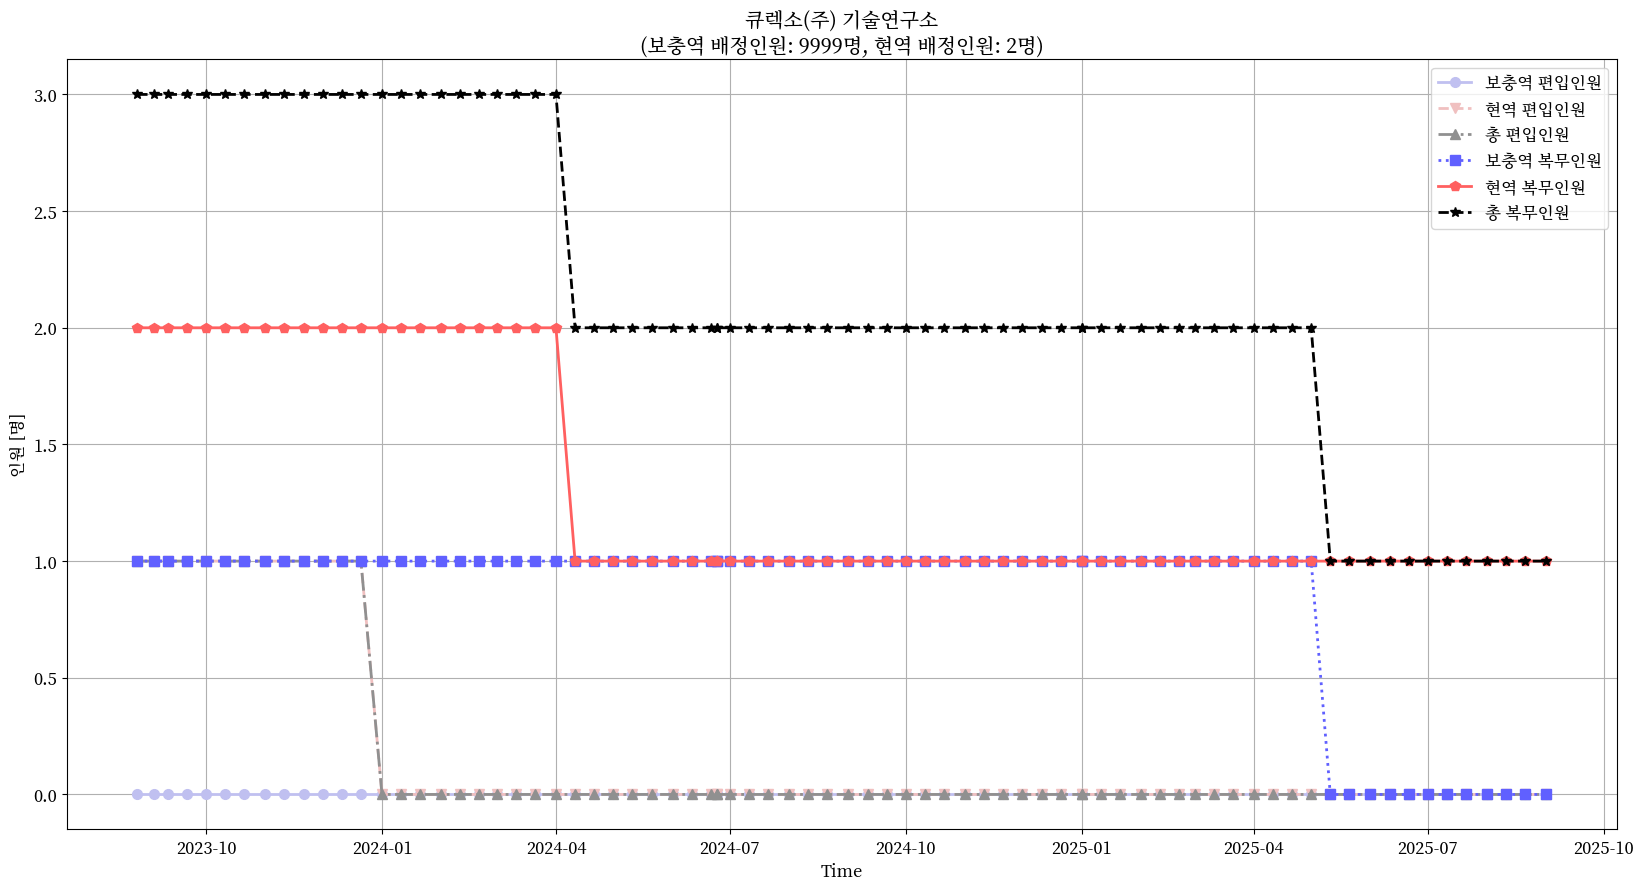 큐렉소(주) 기술연구소
(보충역 배정인원: 9999명, 현역 배정인원: 2명)
보충역 편입인원
현역 편입인원
총 편입인원
보충역 복무인원
현역 복무인원
총 복무인원
인원 [명]
3.0
2.5
2.0
1.5
1.0
0.5
0.0
2023-10
2024-01
2024-04
2024-07
2024-10
2025-01
2025-04
2025-07
2025-10
Time